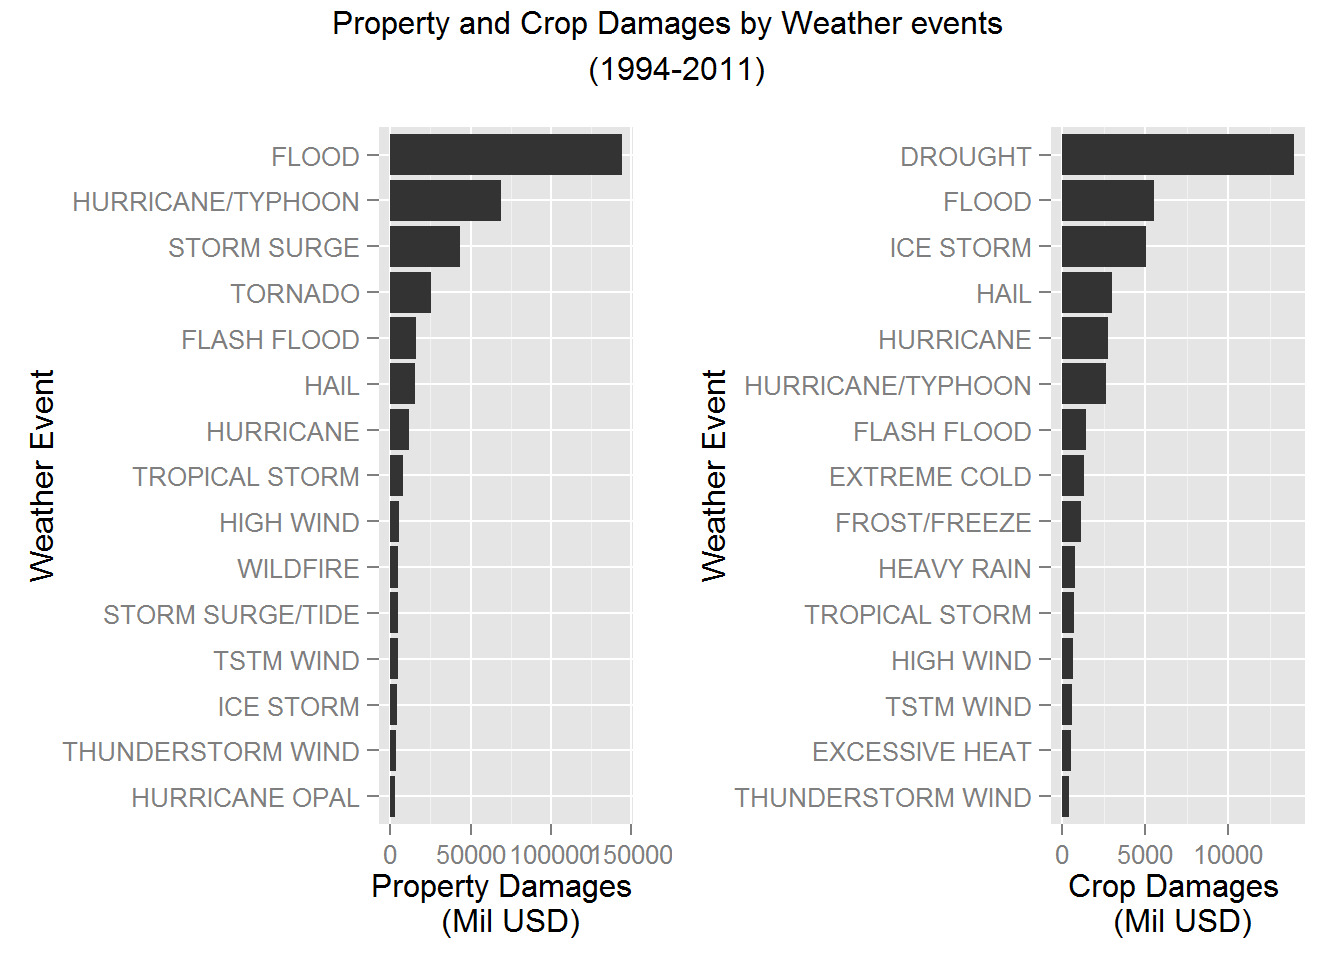 Property and Crop Damages by Weather events
(1994-2011)
Weather Event
FLOOD
HURRICANE/TYPHOON
STORM SURGE
TORNADO
FLASH FLOOD
HAIL
HURRICANE
TROPICAL STORM
HIGH WIND
WILDFIRE
STORM SURGE/TIDE
TSTM WIND
ICE STORM
THUNDERSTORM WIND
HURRICANE OPAL
0 50000 100000 150000
Property Damages
(Mil USD)
Weather Event
DROUGHT
FLOOD
ICE STORM
HAIL
HURRICANE
HURRICANE/TYPHOON
FLASH FLOOD
EXTREME COLD
FROST/FREEZE
HEAVY RAIN
TROPICAL STORM
HIGH WIND
TSTM WIND
EXCESSIVE HEAT
THUNDERSTORM WIND
0 5000 10000
Crop Damages
(Mil USD)